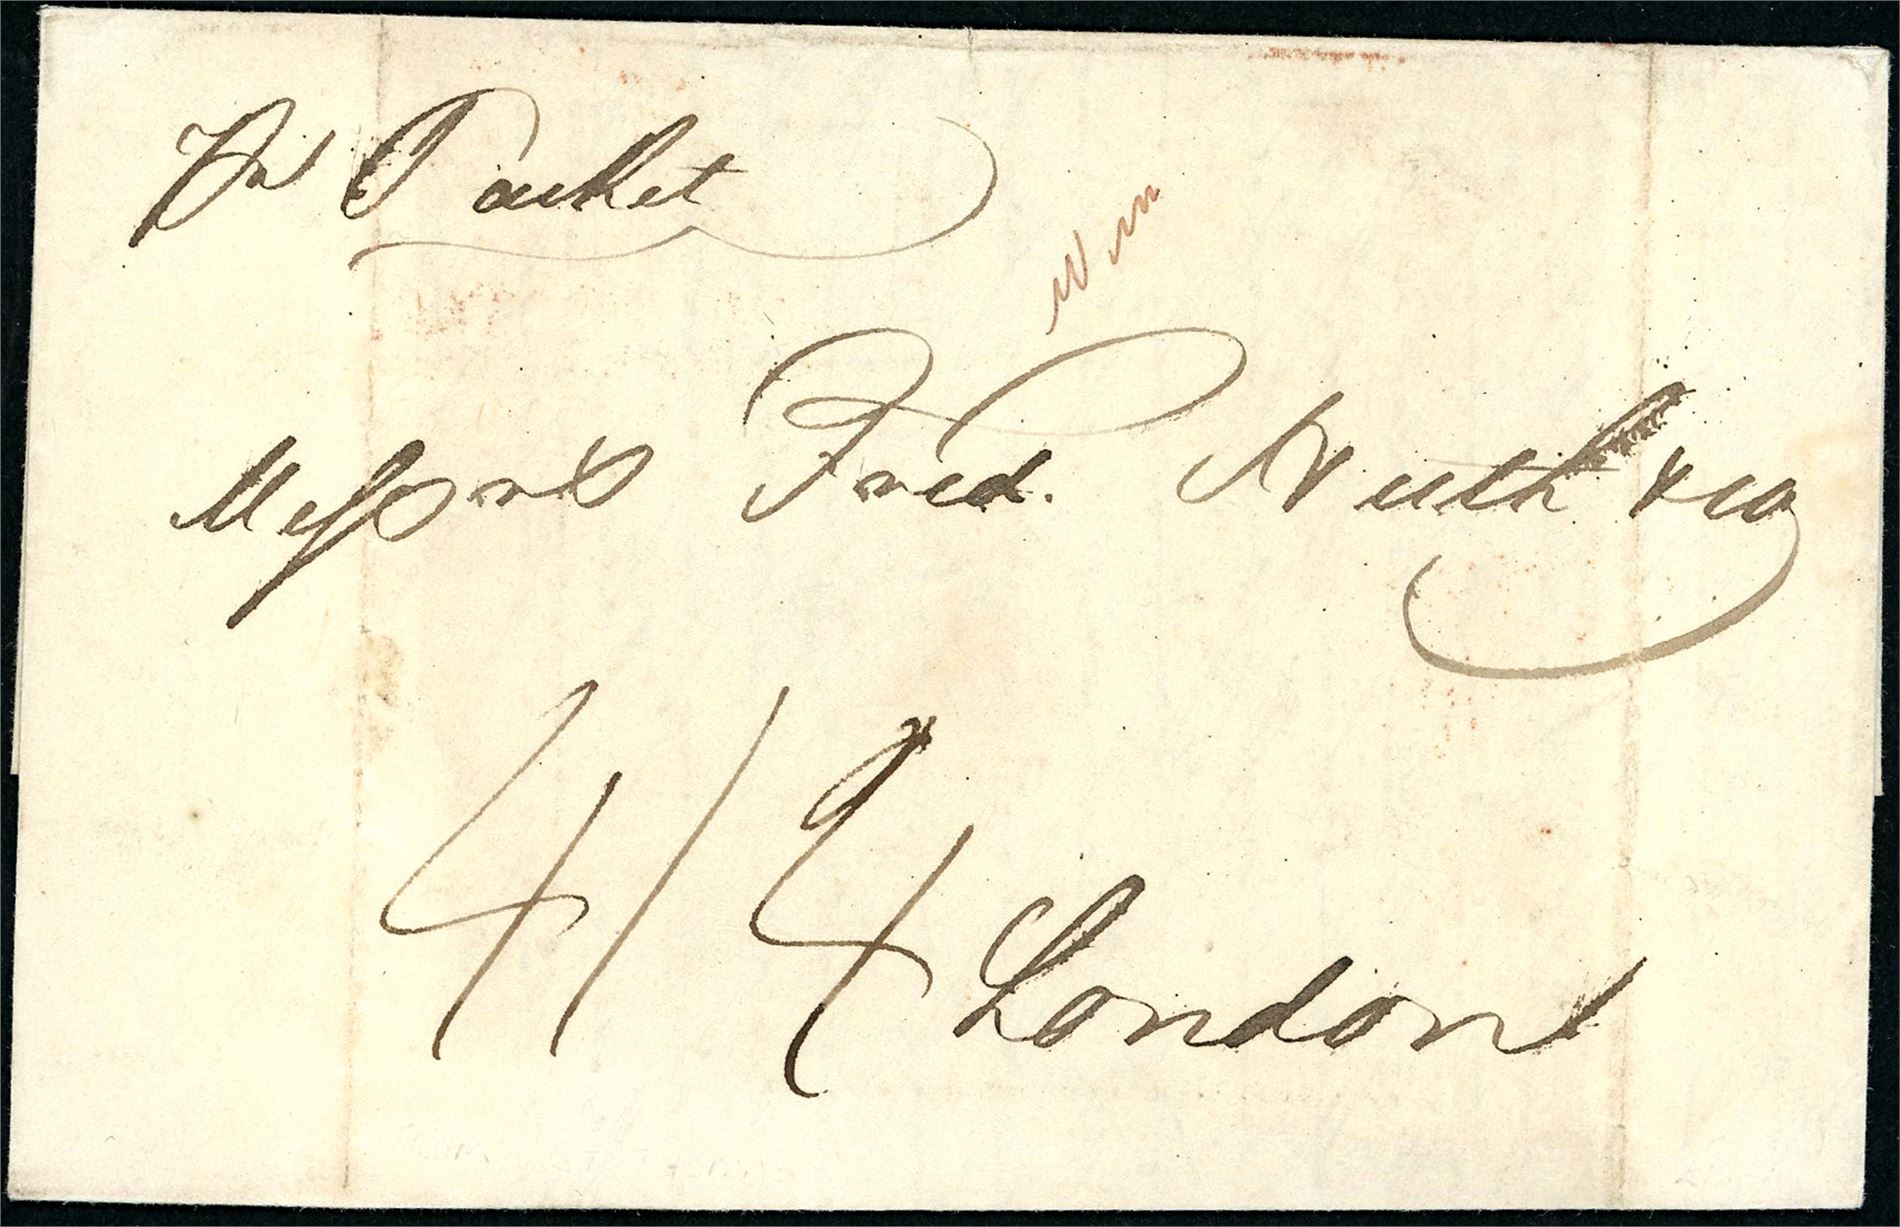 Pr Packet
Messrs Fred. Huth & Co
4/4
London